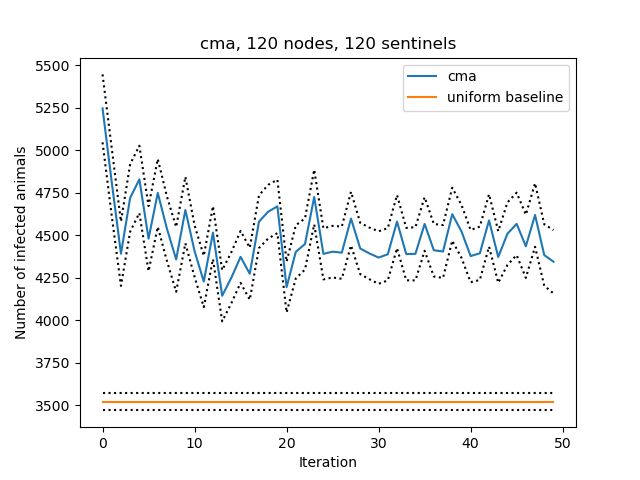 cma, 120 nodes, 120 sentinels
cma
uniform baseline
5500
5250
5000
4750
4500
4250
4000
3750
3500
Number of infected animals
0 10 20 30 40 50
Iteration